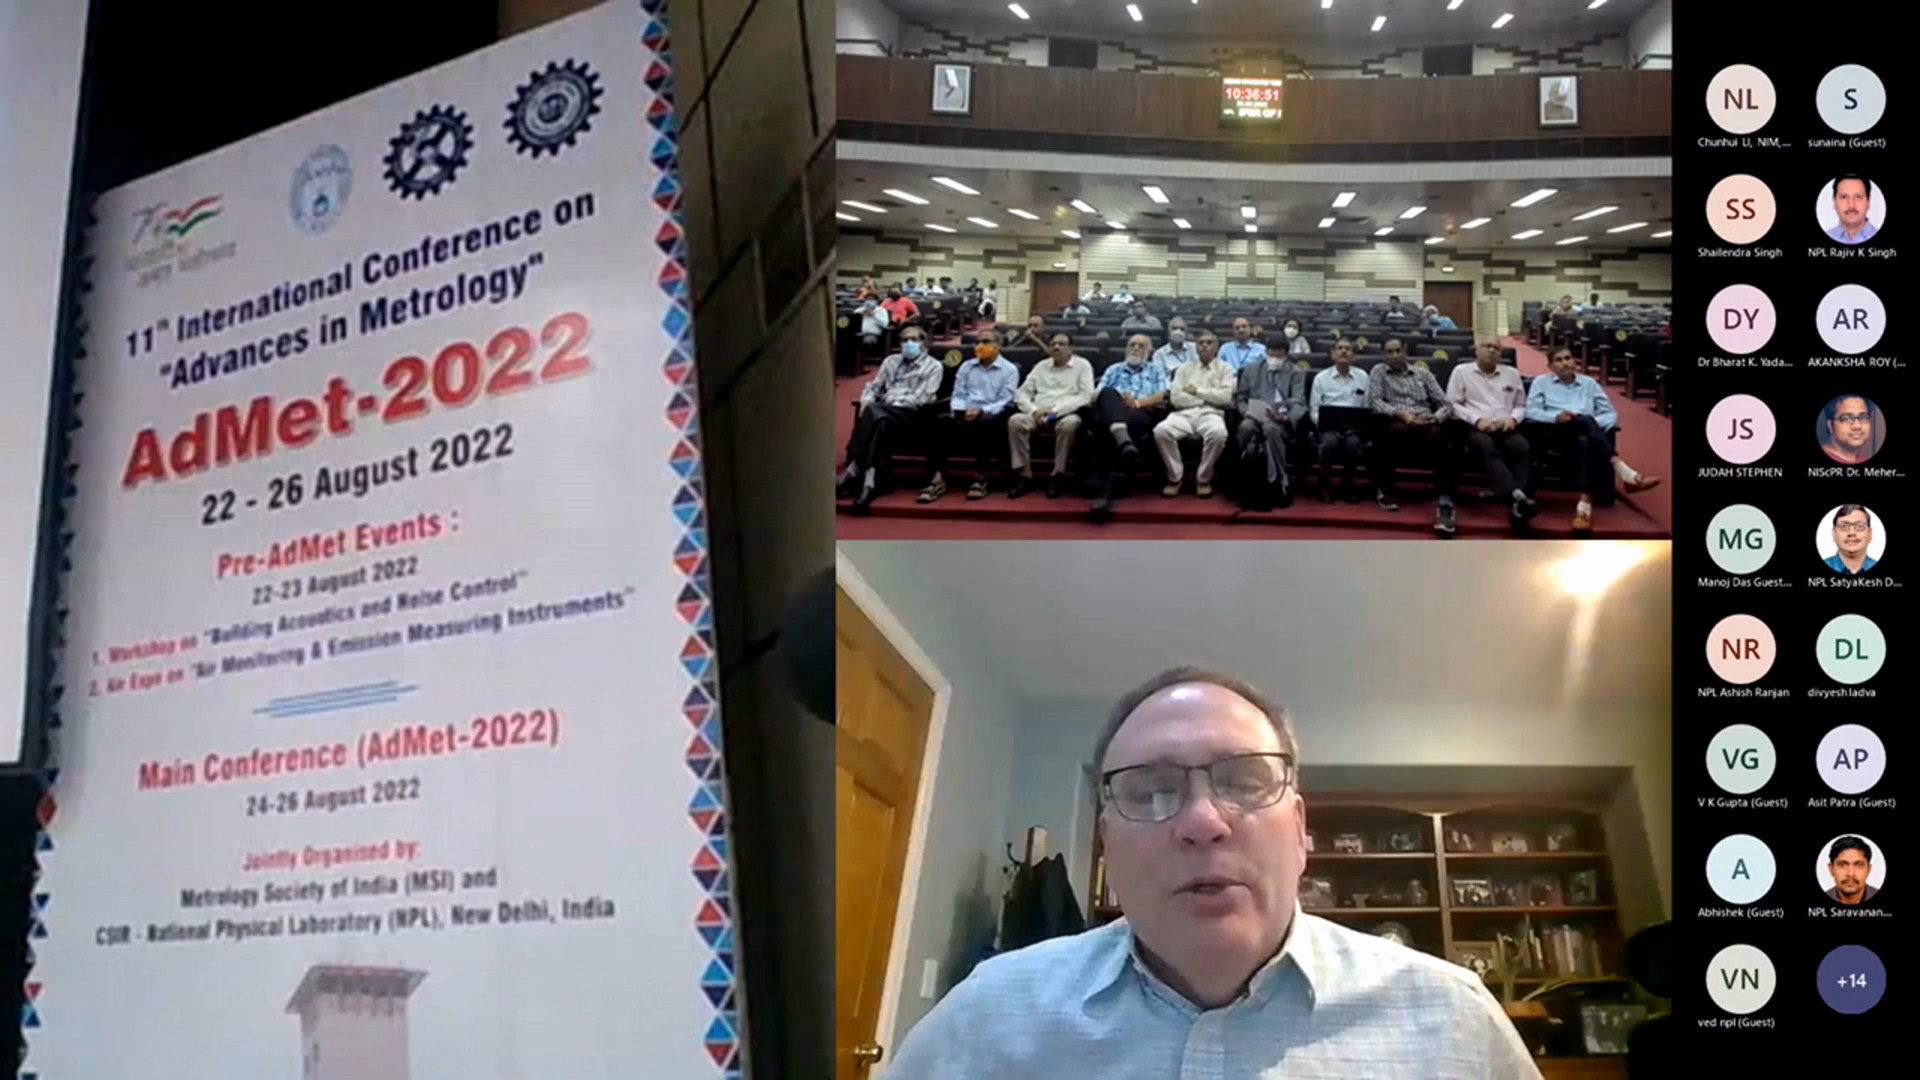 11th International Conference on
"Advances in Metrology"
AdMet-2022
22 - 26 August 2022
Pre-AdMet Events :
22-23 August 2022
1. Workshop on "Building Acoustics and Noise Control"
2. Air Expo on "Air Monitoring & Emission Measuring Instruments"
Main Conference (AdMet-2022)
24-26 August 2022
Jointly Organised by:
Metrology Society of India (MSI) and
CSIR - National Physical Laboratory (NPL), New Delhi, India
10:36:51
NL
Chunhui LI, NIM,...
S
sunaina (Guest)
SS
Shailendra Singh
NPL Rajiv K Singh
DY
Dr Bharat K. Yada...
AR
AKANKSHA ROY (...
JS
JUDAH STEPHEN
NIScPR Dr. Meher...
MG
Manoj Das Guest...
NPL SatyaKesh D...
NR
NPL Ashish Ranjan
DL
divyesh ladva
VG
V K Gupta (Guest)
AP
Asit Patra (Guest)
A
Abhishek (Guest)
NPL Saravanan...
VN
ved npl (Guest)
+14